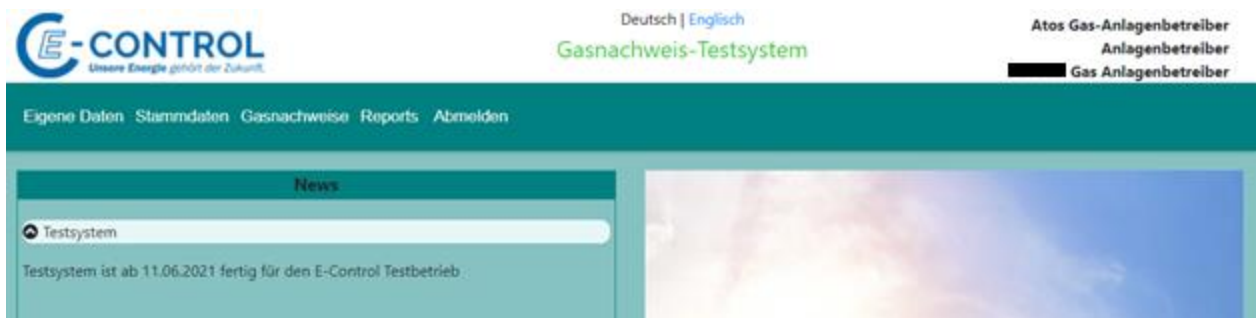 E-CONTROL
Unsere Energie gehört der Zukunft.
Deutsch | Englisch
Gasnachweis-Testsystem
Atos Gas-Anlagenbetreiber
Anlagenbetreiber
Gas Anlagenbetreiber
Eigene Daten Stammdaten Gasnachweise Reports Abmelden
News
Testsystem
Testsystem ist ab 11.06.2021 fertig für den E-Control Testbetrieb